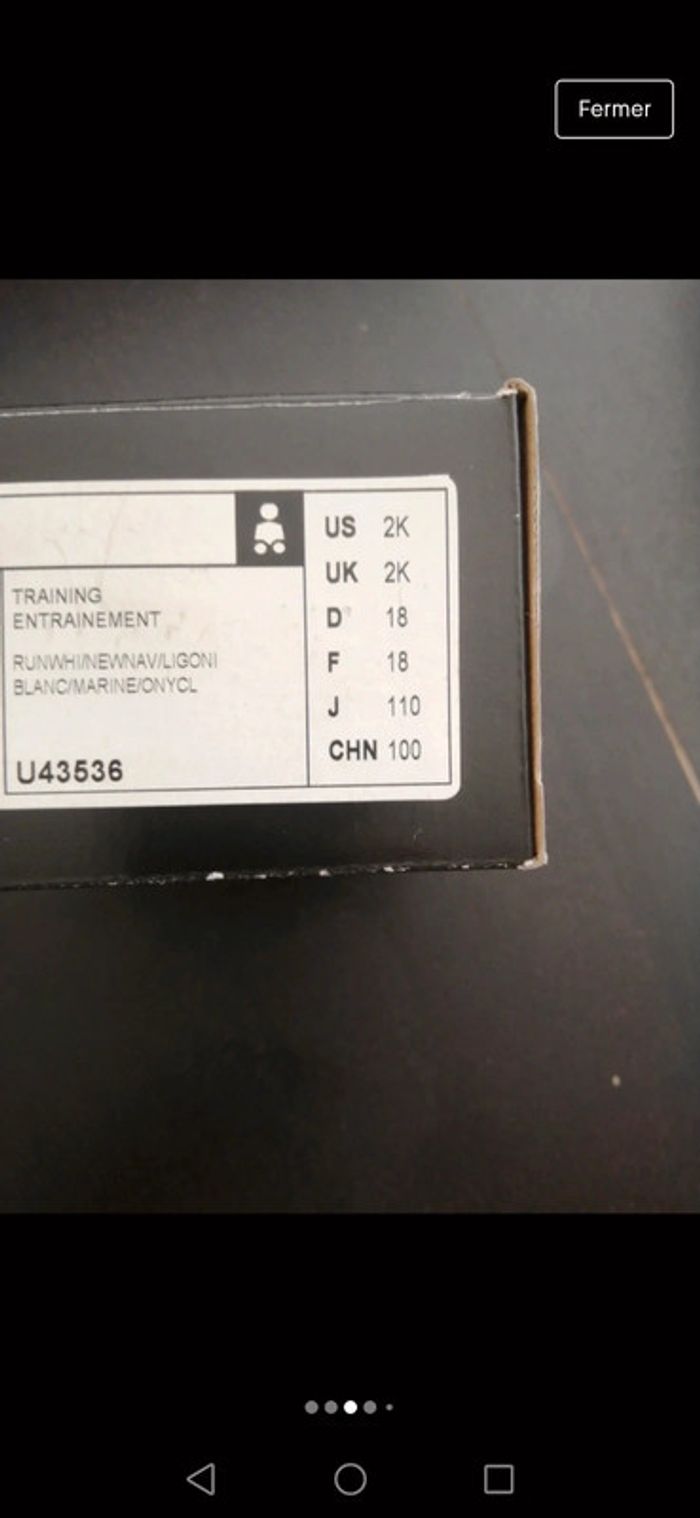 Fermer
TRAINING
ENTRAINEMENT
RUNWHI/NEWNAV/LIGONI
BLANC/MARINE/ONYCL
U43536
US 2K
UK 2K
D 18
F 18
J 110
CHN 100